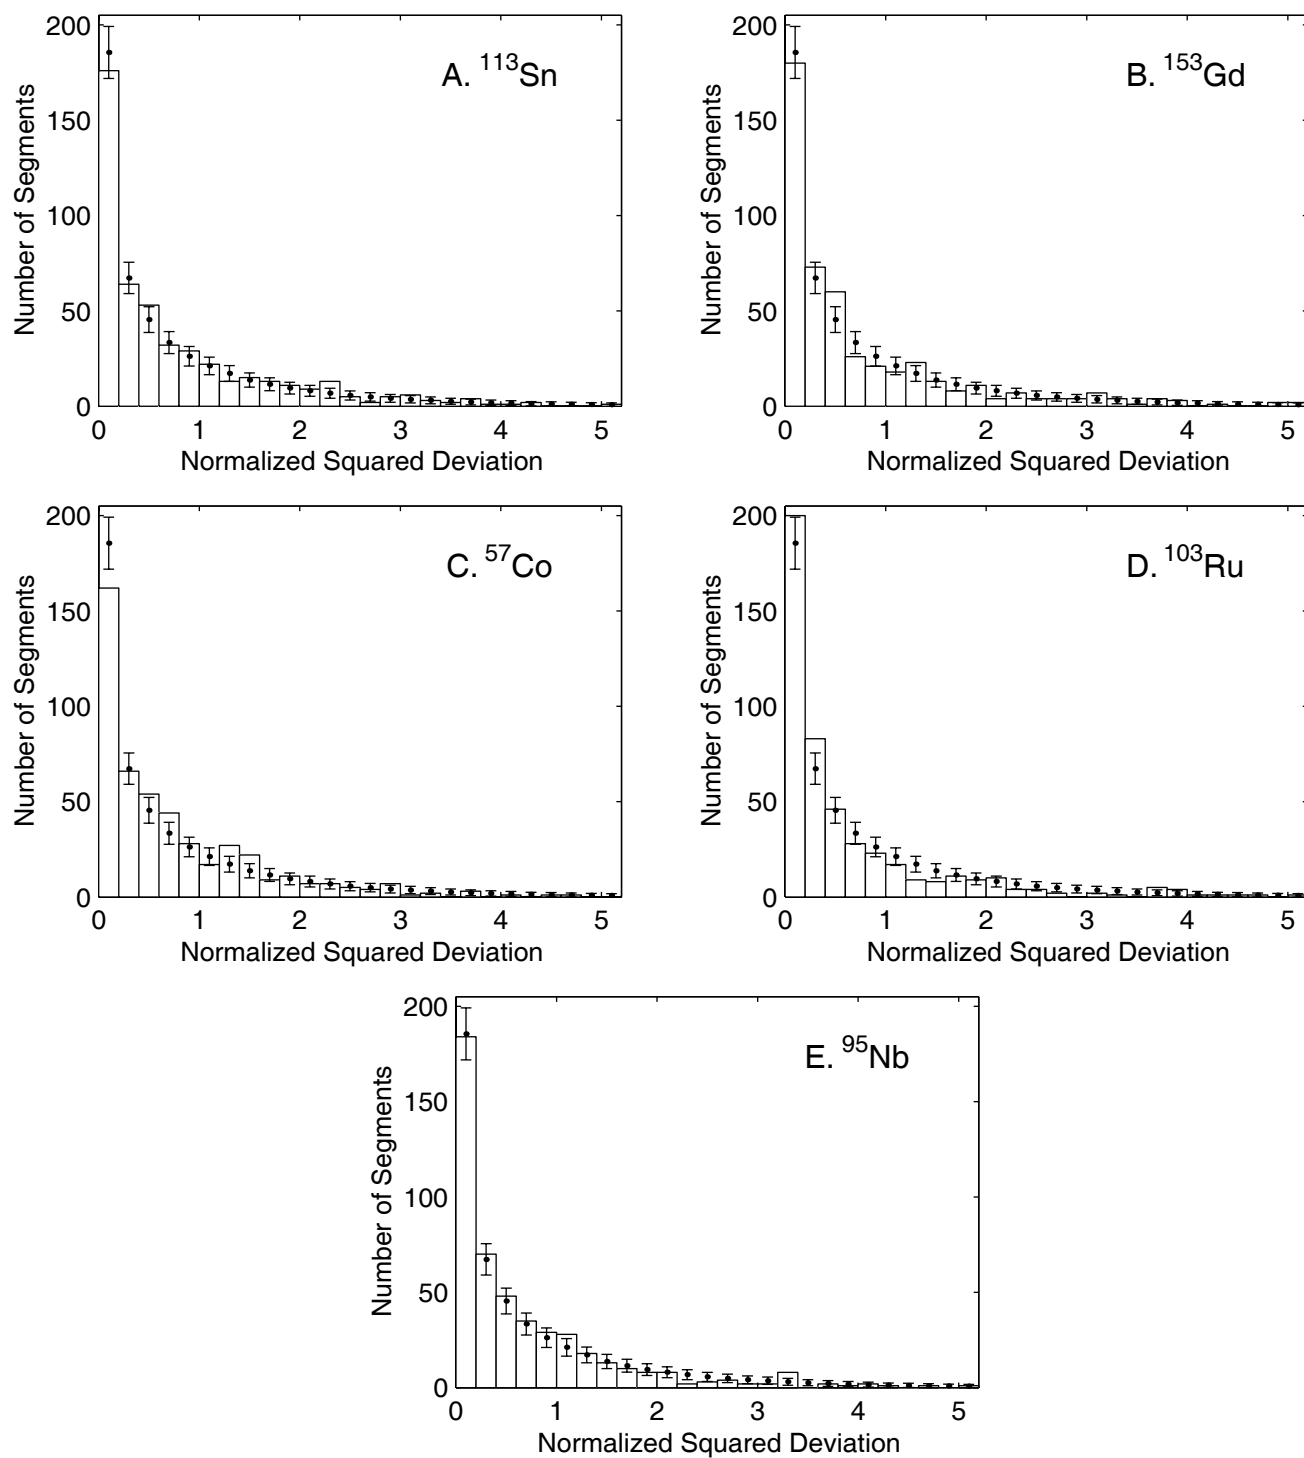 A. 113Sn
200
150
100
50
0
Number of Segments
0 1 2 3 4 5
Normalized Squared Deviation
B. 153Gd
200
150
100
50
0
Number of Segments
0 1 2 3 4 5
Normalized Squared Deviation
C. 57Co
200
150
100
50
0
Number of Segments
0 1 2 3 4 5
Normalized Squared Deviation
D. 103Ru
200
150
100
50
0
Number of Segments
0 1 2 3 4 5
Normalized Squared Deviation
E. 95Nb
200
150
100
50
0
Number of Segments
0 1 2 3 4 5
Normalized Squared Deviation